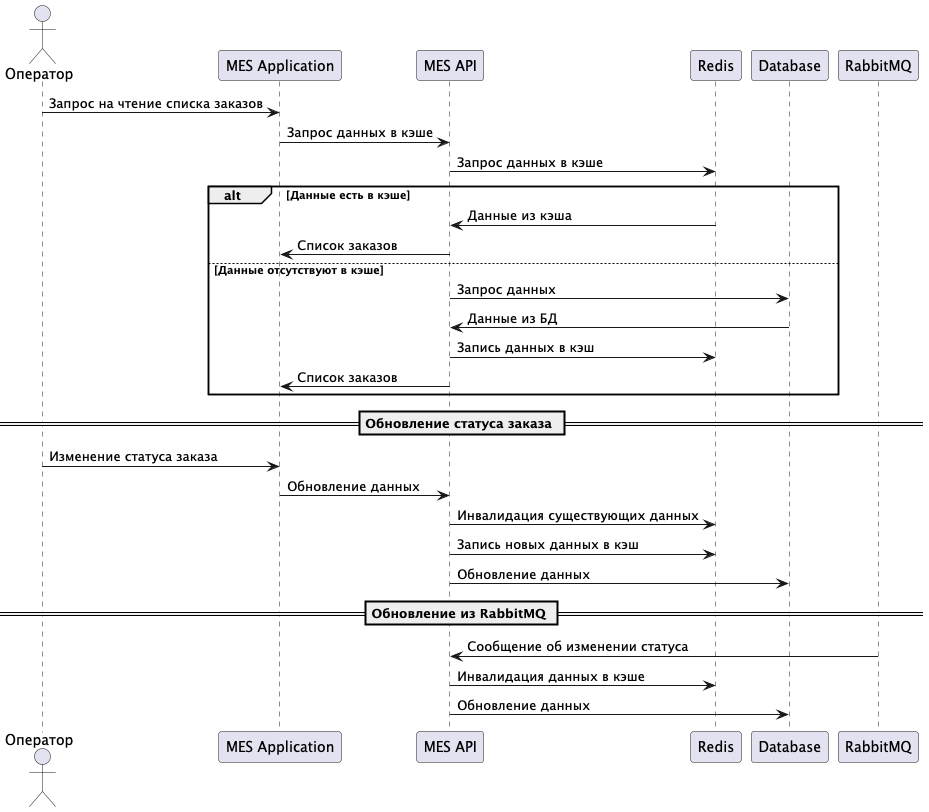 Оператор
MES Application
MES API
Redis
Database
RabbitMQ
Запрос на чтение списка заказов
Запрос данных в кэше
Запрос данных в кэше
alt
[Данные есть в кэше]
Данные из кэша
Список заказов
[Данные отсутствуют в кэше]
Запрос данных
Данные из БД
Запись данных в кэш
Список заказов
Обновление статуса заказа
Изменение статуса заказа
Обновление данных
Инвалидация существующих данных
Запись новых данных в кэш
Обновление данных
Обновление из RabbitMQ
Сообщение об изменении статуса
Инвалидация данных в кэше
Обновление данных
Оператор
MES Application
MES API
Redis
Database
RabbitMQ